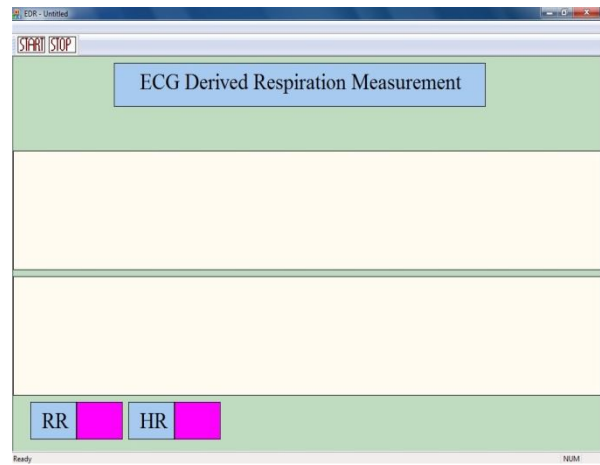 EDR - Untitled
START STOP
ECG Derived Respiration Measurement
RR HR
Ready NUM